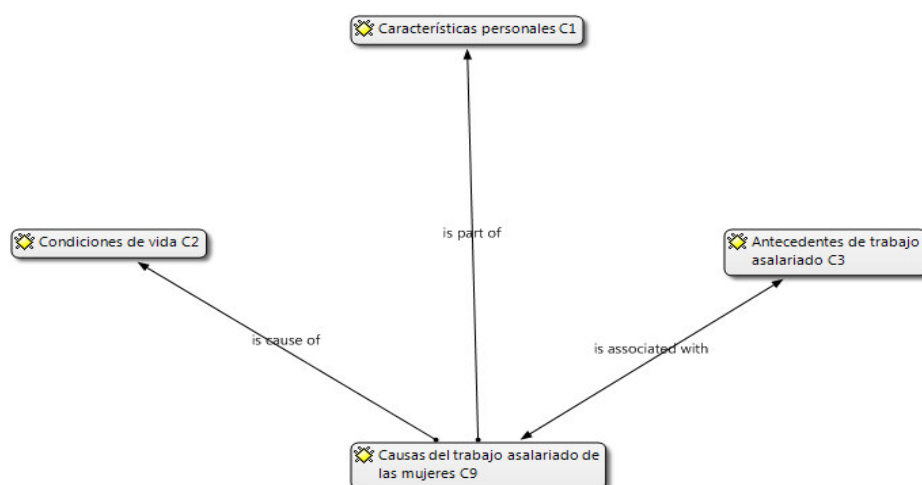 Características personales C1
is part of
Condiciones de vida C2
Antecedentes de trabajo
asalariado C3
is cause of
is associated with
Causas del trabajo asalariado de
las mujeres C9